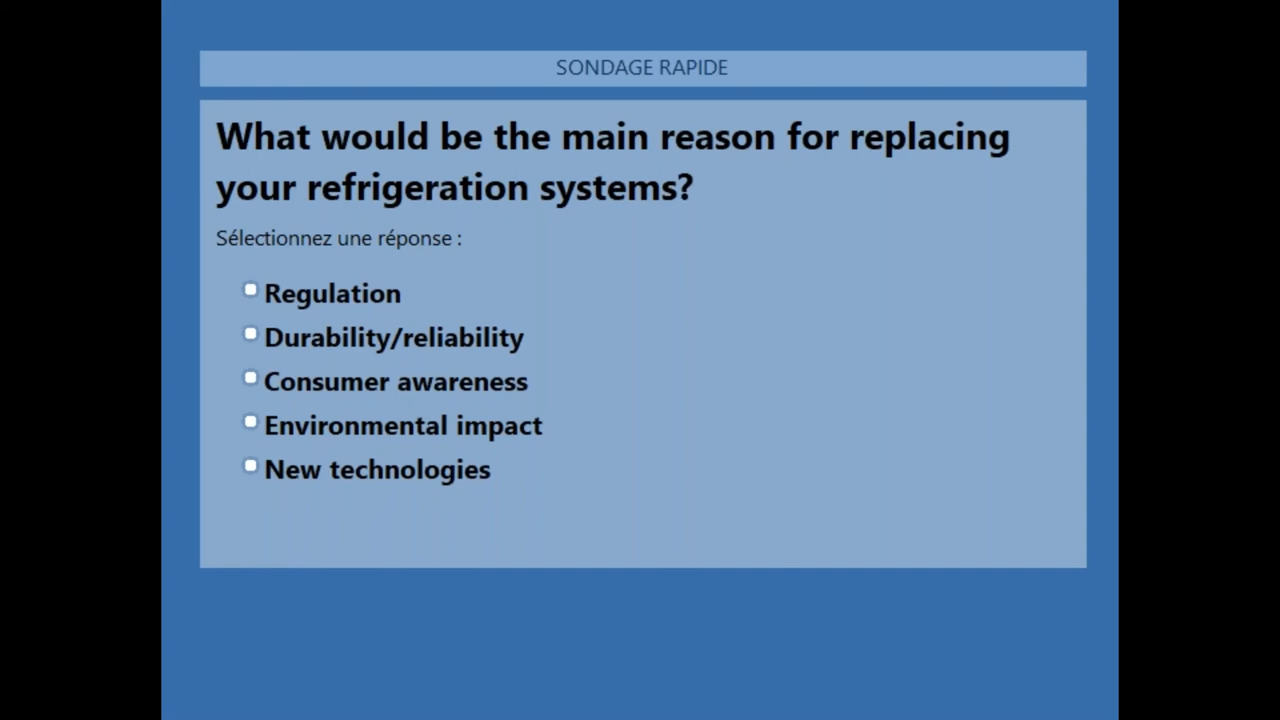 SONDAGE RAPIDE
What would be the main reason for replacing
your refrigeration systems?
Sélectionnez une réponse :
Regulation
Durability/reliability
Consumer awareness
Environmental impact
New technologies